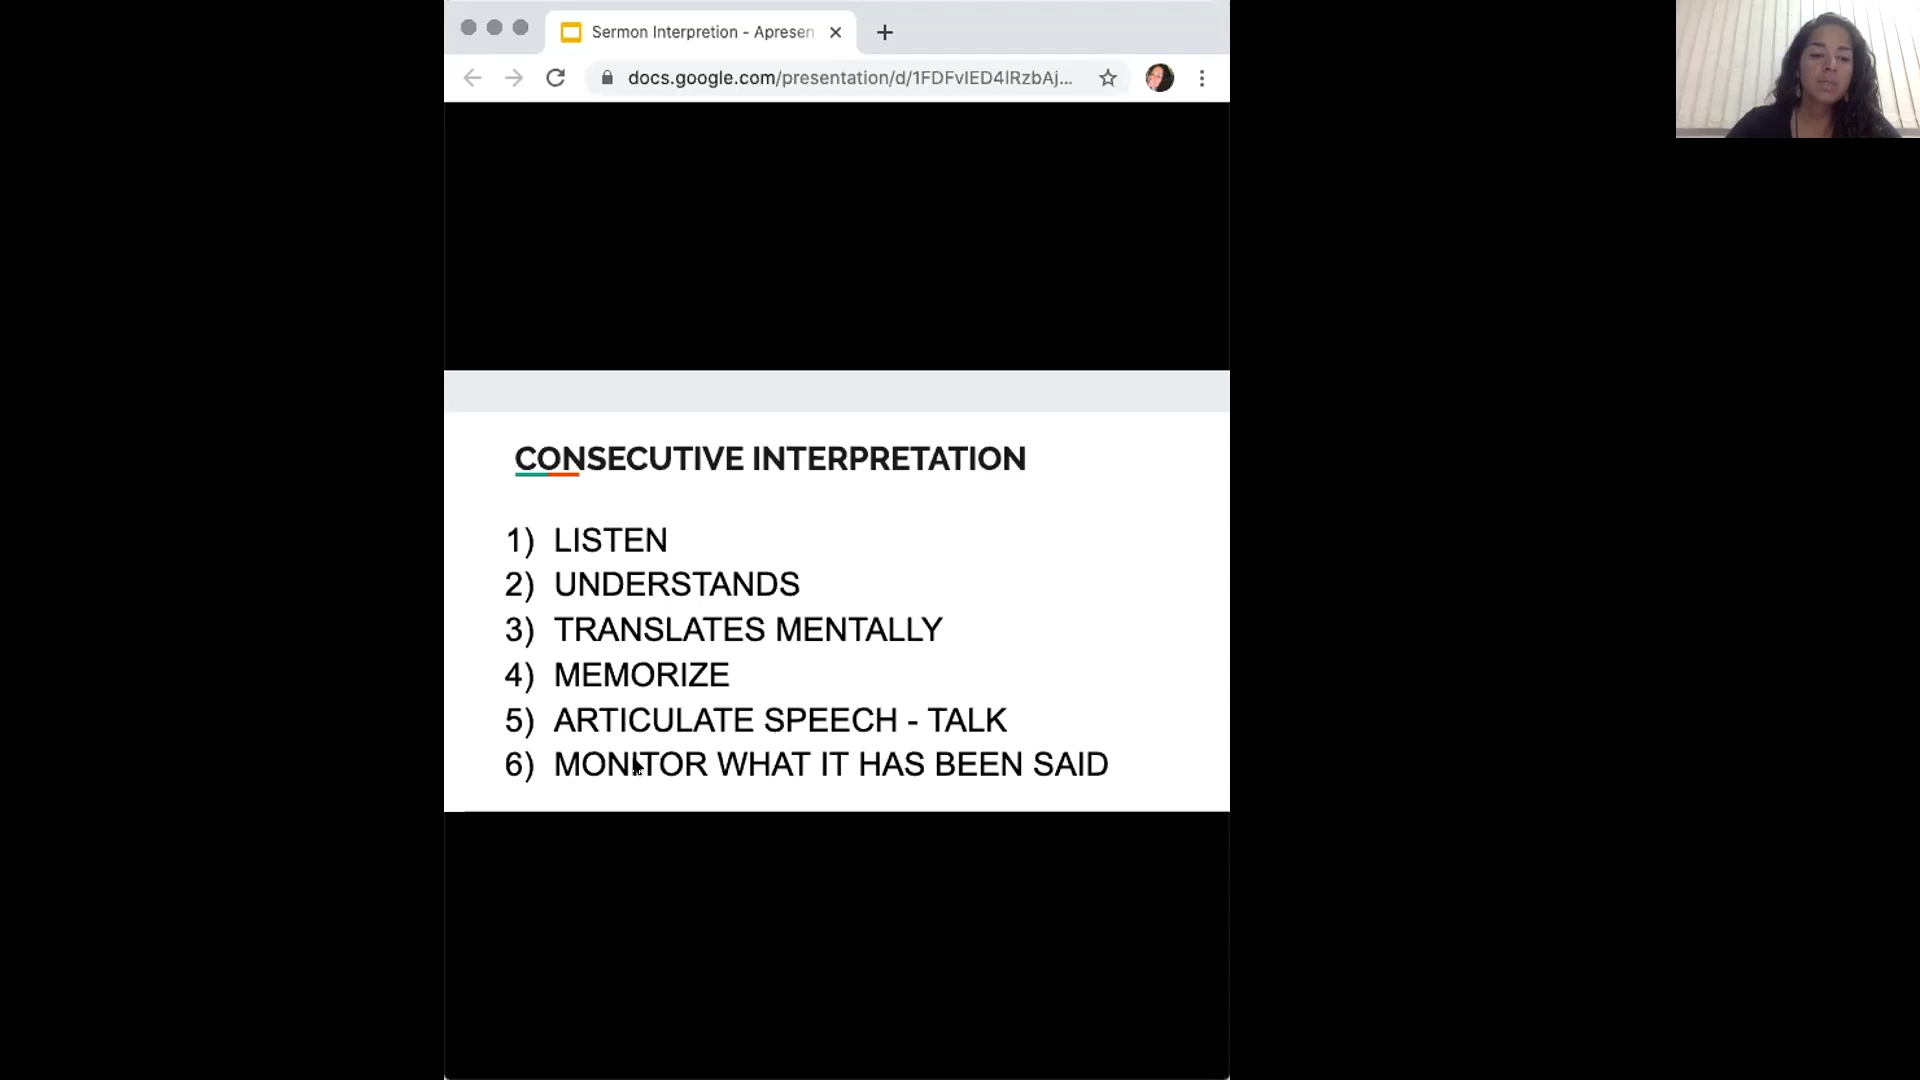 Sermon Interpretion - Apresen
docs.google.com/presentation/d/1FDFvIED4IRzbAj...
CONSECUTIVE INTERPRETATION
1) LISTEN
2) UNDERSTANDS
3) TRANSLATES MENTALLY
4) MEMORIZE
5) ARTICULATE SPEECH - TALK
6) MONITOR WHAT IT HAS BEEN SAID